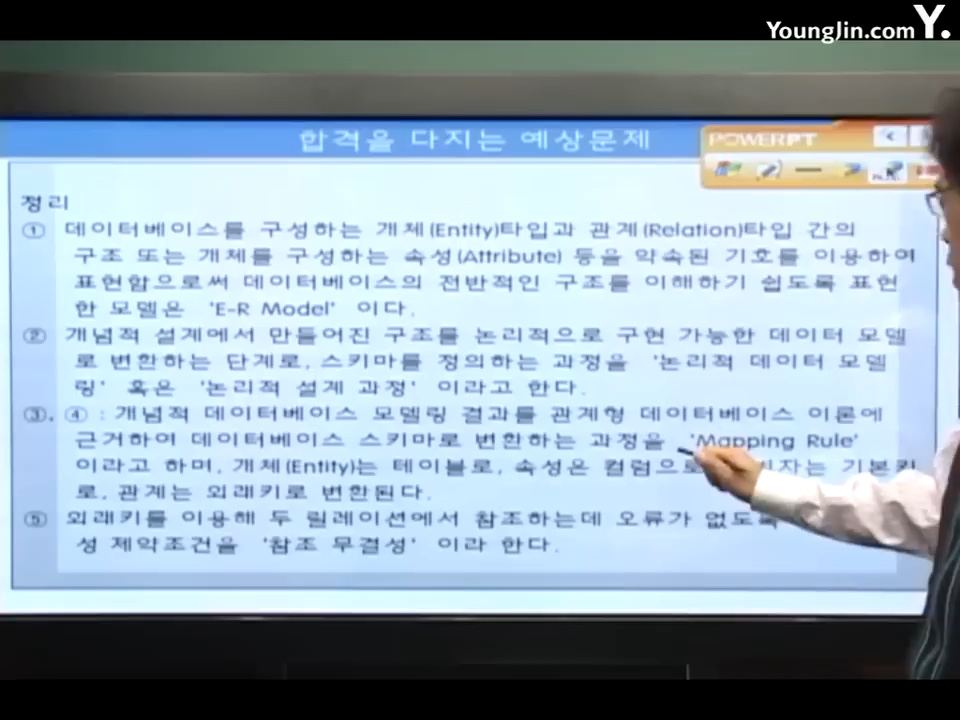 YoungJin.com Y.
합격을 다지는 예상문제
POWERPT
정리
① 데이터베이스를 구성하는 개체(Entity)타입과 관계(Relation)타입 간의
구조 또는 개체를 구성하는 속성(Attribute) 등을 약속된 기호를 이용하여
표현함으로써 데이터베이스의 전반적인 구조를 이해하기 쉽도록 표현
한 모델은 'E-R Model' 이다.
② 개념적 설계에서 만들어진 구조를 논리적으로 구현 가능한 데이터 모델
로 변환하는 단계로, 스키마를 정의하는 과정을 '논리적 데이터 모델
링' 혹은 '논리적 설계 과정' 이라고 한다.
③, ④ : 개념적 데이터베이스 모델링 결과를 관계형 데이터베이스 이론에
근거하여 데이터베이스 스키마로 변환하는 과정을 'Mapping Rule'
이라고 하며, 개체(Entity)는 테이블로, 속성은 컬럼으로 기본키
로, 관계는 외래키로 변환된다.
⑤ 외래키를 이용해 두 릴레이션에서 참조하는데 오류가 없도록
성 제약조건을 '참조 무결성' 이라 한다.